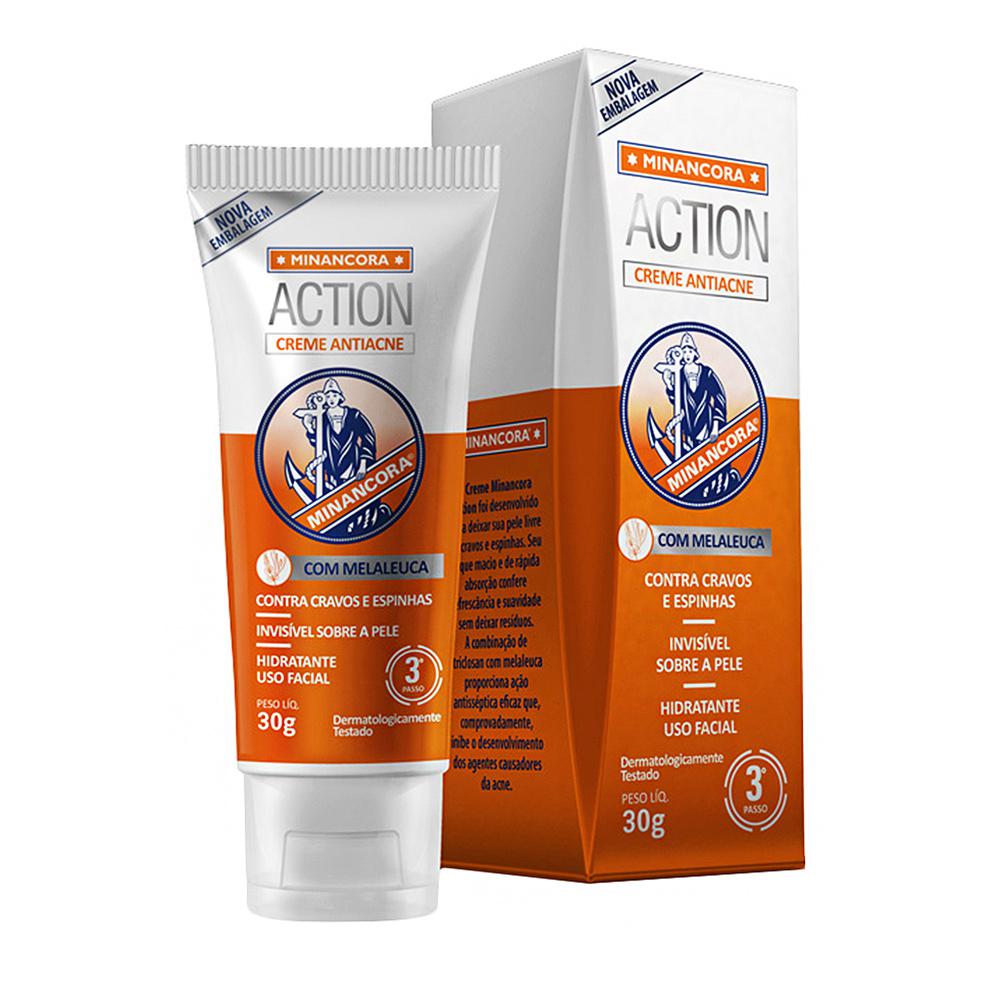 NOVA
EMBALAGEM
MINANCORA
ACTION
CREME ANTIACNE
MINANCORA®
COM MELALEUCA
CONTRA CRAVOS E ESPINHAS
INVISÍVEL SOBRE A PELE
HIDRATANTE
USO FACIAL
3º
PASSO
PESO LÍQ.
30g
Dermatologicamente
Testado
NOVA
EMBALAGEM
MINANCORA
ACTION
CREME ANTIACNE
MINANCORA®
COM MELALEUCA
CONTRA CRAVOS
E ESPINHAS
INVISÍVEL
SOBRE A PELE
HIDRATANTE
USO FACIAL
Dermatologicamente
Testado
PESO LÍQ.
30g
3º
PASSO
INANCORA®
Creme Minancora
foi desenvolvido
deixar sua pele livre
cravos e espinhas. Seu
que macio e de rápida
absorção confere
refrescância e suavidade
sem deixar resíduos.
A combinação de
triclosan com melaleuca
proporciona ação
antisséptica eficaz que,
comprovadamente,
inibe o desenvolvimento
dos agentes causadores
da acne.